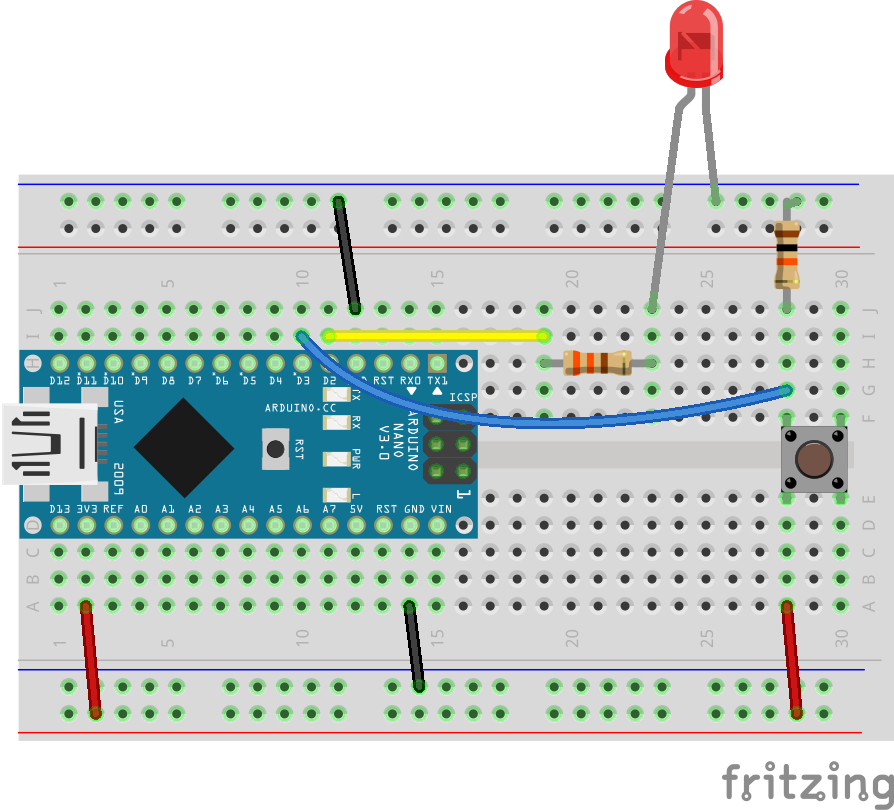 1 5 10 15 20 25 30
J J
I I
H H
D12 D11 D10 D9 D8 D7 D6 D5 D4 D3 D2 RST RX0 TX1
G
ICSP
F
USA
TX
ARDUINO.CC
RX
ARDUINO
NANO
V3.0
RST
PWR
2009
L
1
E
D13 3V3 REF A0 A1 A2 A3 A4 A5 A6 A7 5V RST GND VIN
D D
C C
B B
A A
1 5 10 15 20 25 30
fritzing